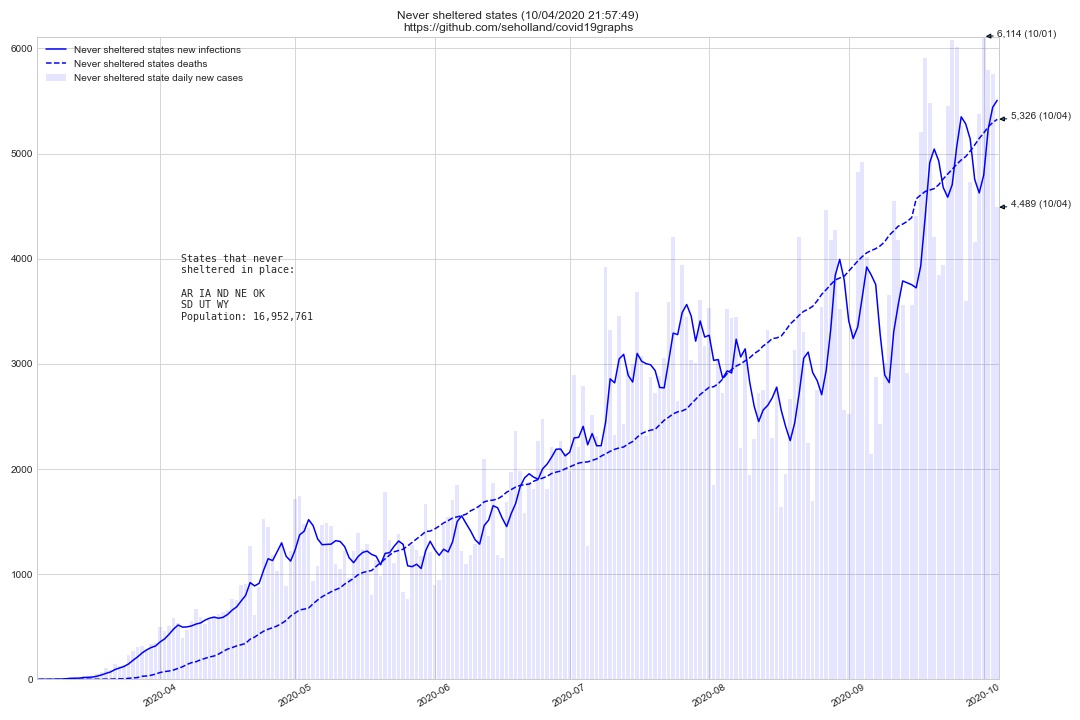 Never sheltered states (10/04/2020 21:57:49)
https://github.com/seholland/covid19graphs
6,114 (10/01)
6000
Never sheltered states new infections
Never sheltered states deaths
Never sheltered state daily new cases
5,326 (10/04)
5000
4,489 (10/04)
4000
States that never
sheltered in place:
AR IA ND NE OK
SD UT WY
Population: 16,952,761
3000
2000
1000
0
2020-04
2020-05
2020-06
2020-07
2020-08
2020-09
2020-10